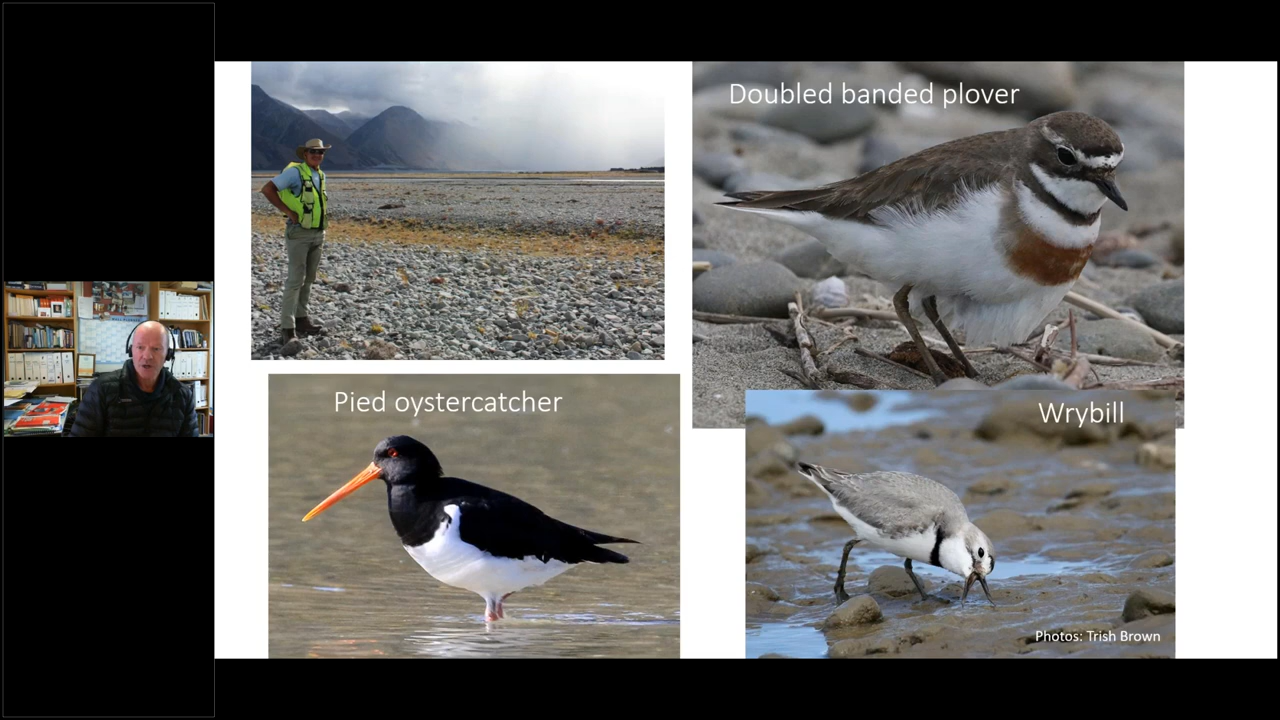 Doubled banded plover
Pied oystercatcher
Wrybill
Photos: Trish Brown